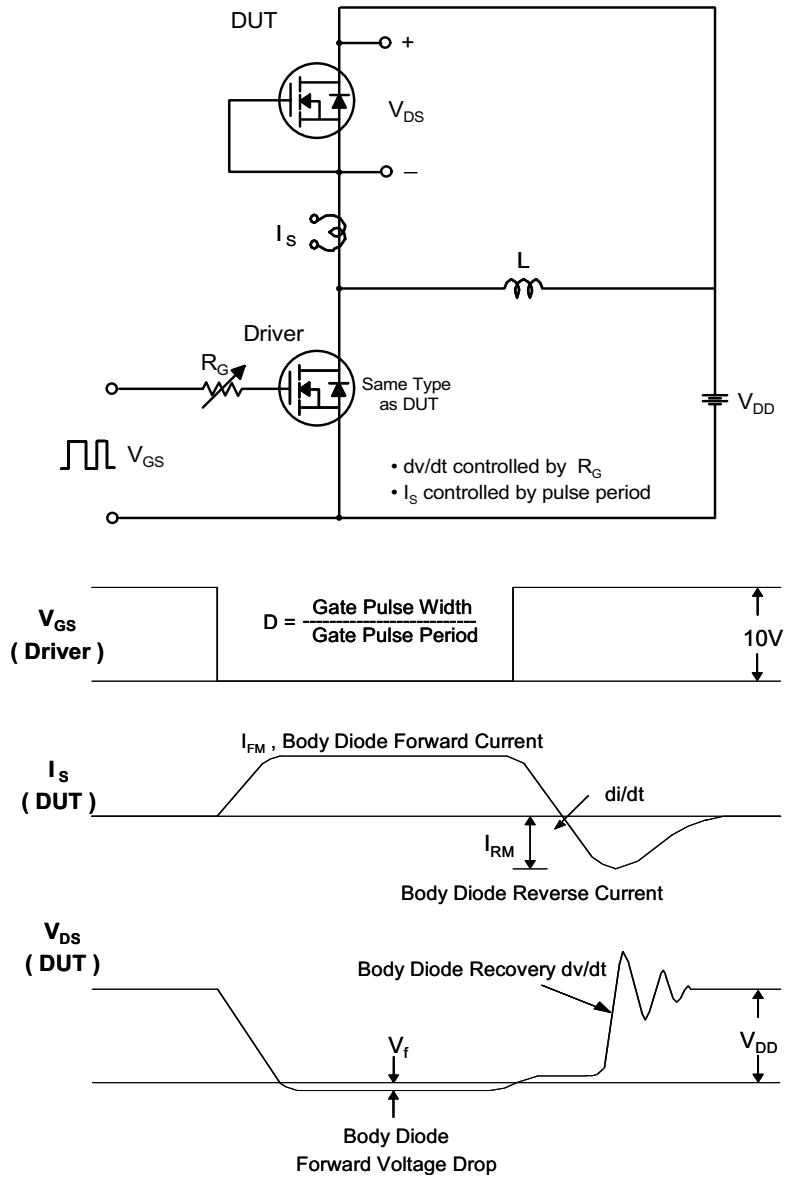 DUT
+
V_DS
_
I_S
L
Driver
R_G
Same Type
as DUT
V_DD
V_GS
• dv/dt controlled by R_G
• I_S controlled by pulse period
V_GS
( Driver )
D = Gate Pulse Width
--------------------------
Gate Pulse Period
10V
I_FM , Body Diode Forward Current
I_S
( DUT )
di/dt
I_RM
Body Diode Reverse Current
V_DS
( DUT )
Body Diode Recovery dv/dt
V_f
V_DD
Body Diode
Forward Voltage Drop